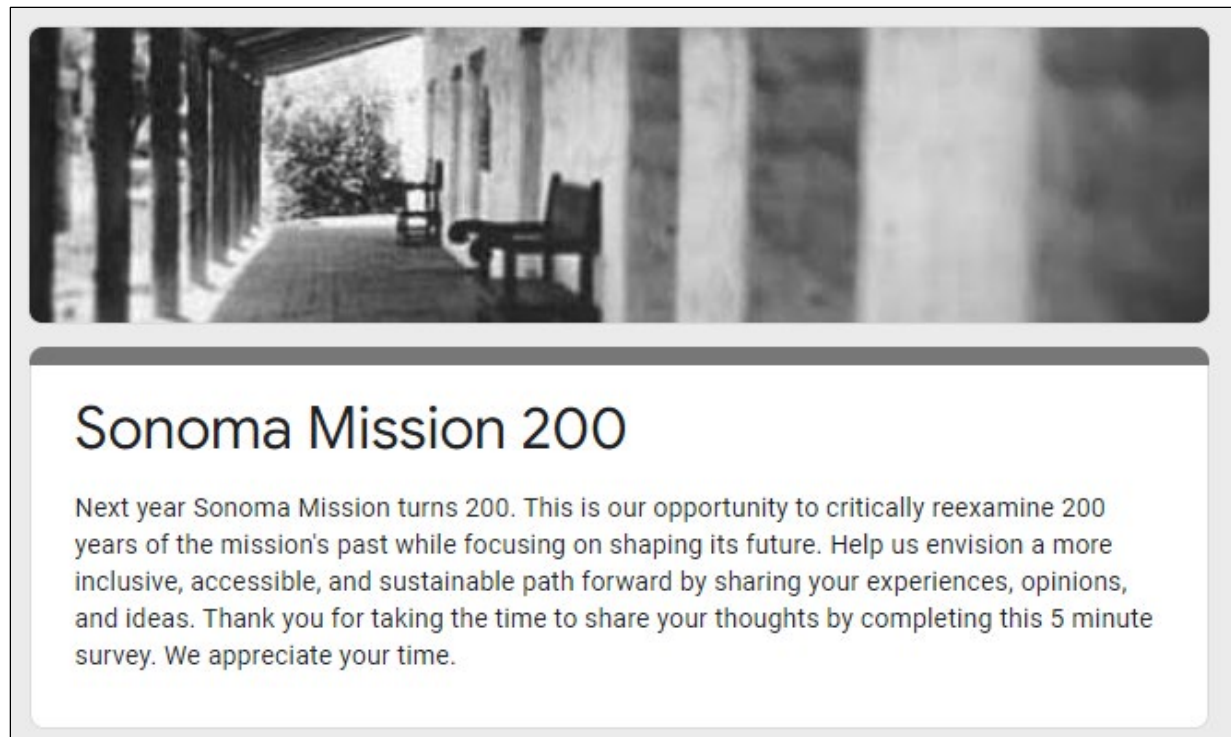 Sonoma Mission 200
Next year Sonoma Mission turns 200. This is our opportunity to critically reexamine 200
years of the mission's past while focusing on shaping its future. Help us envision a more
inclusive, accessible, and sustainable path forward by sharing your experiences, opinions,
and ideas. Thank you for taking the time to share your thoughts by completing this 5 minute
survey. We appreciate your time.